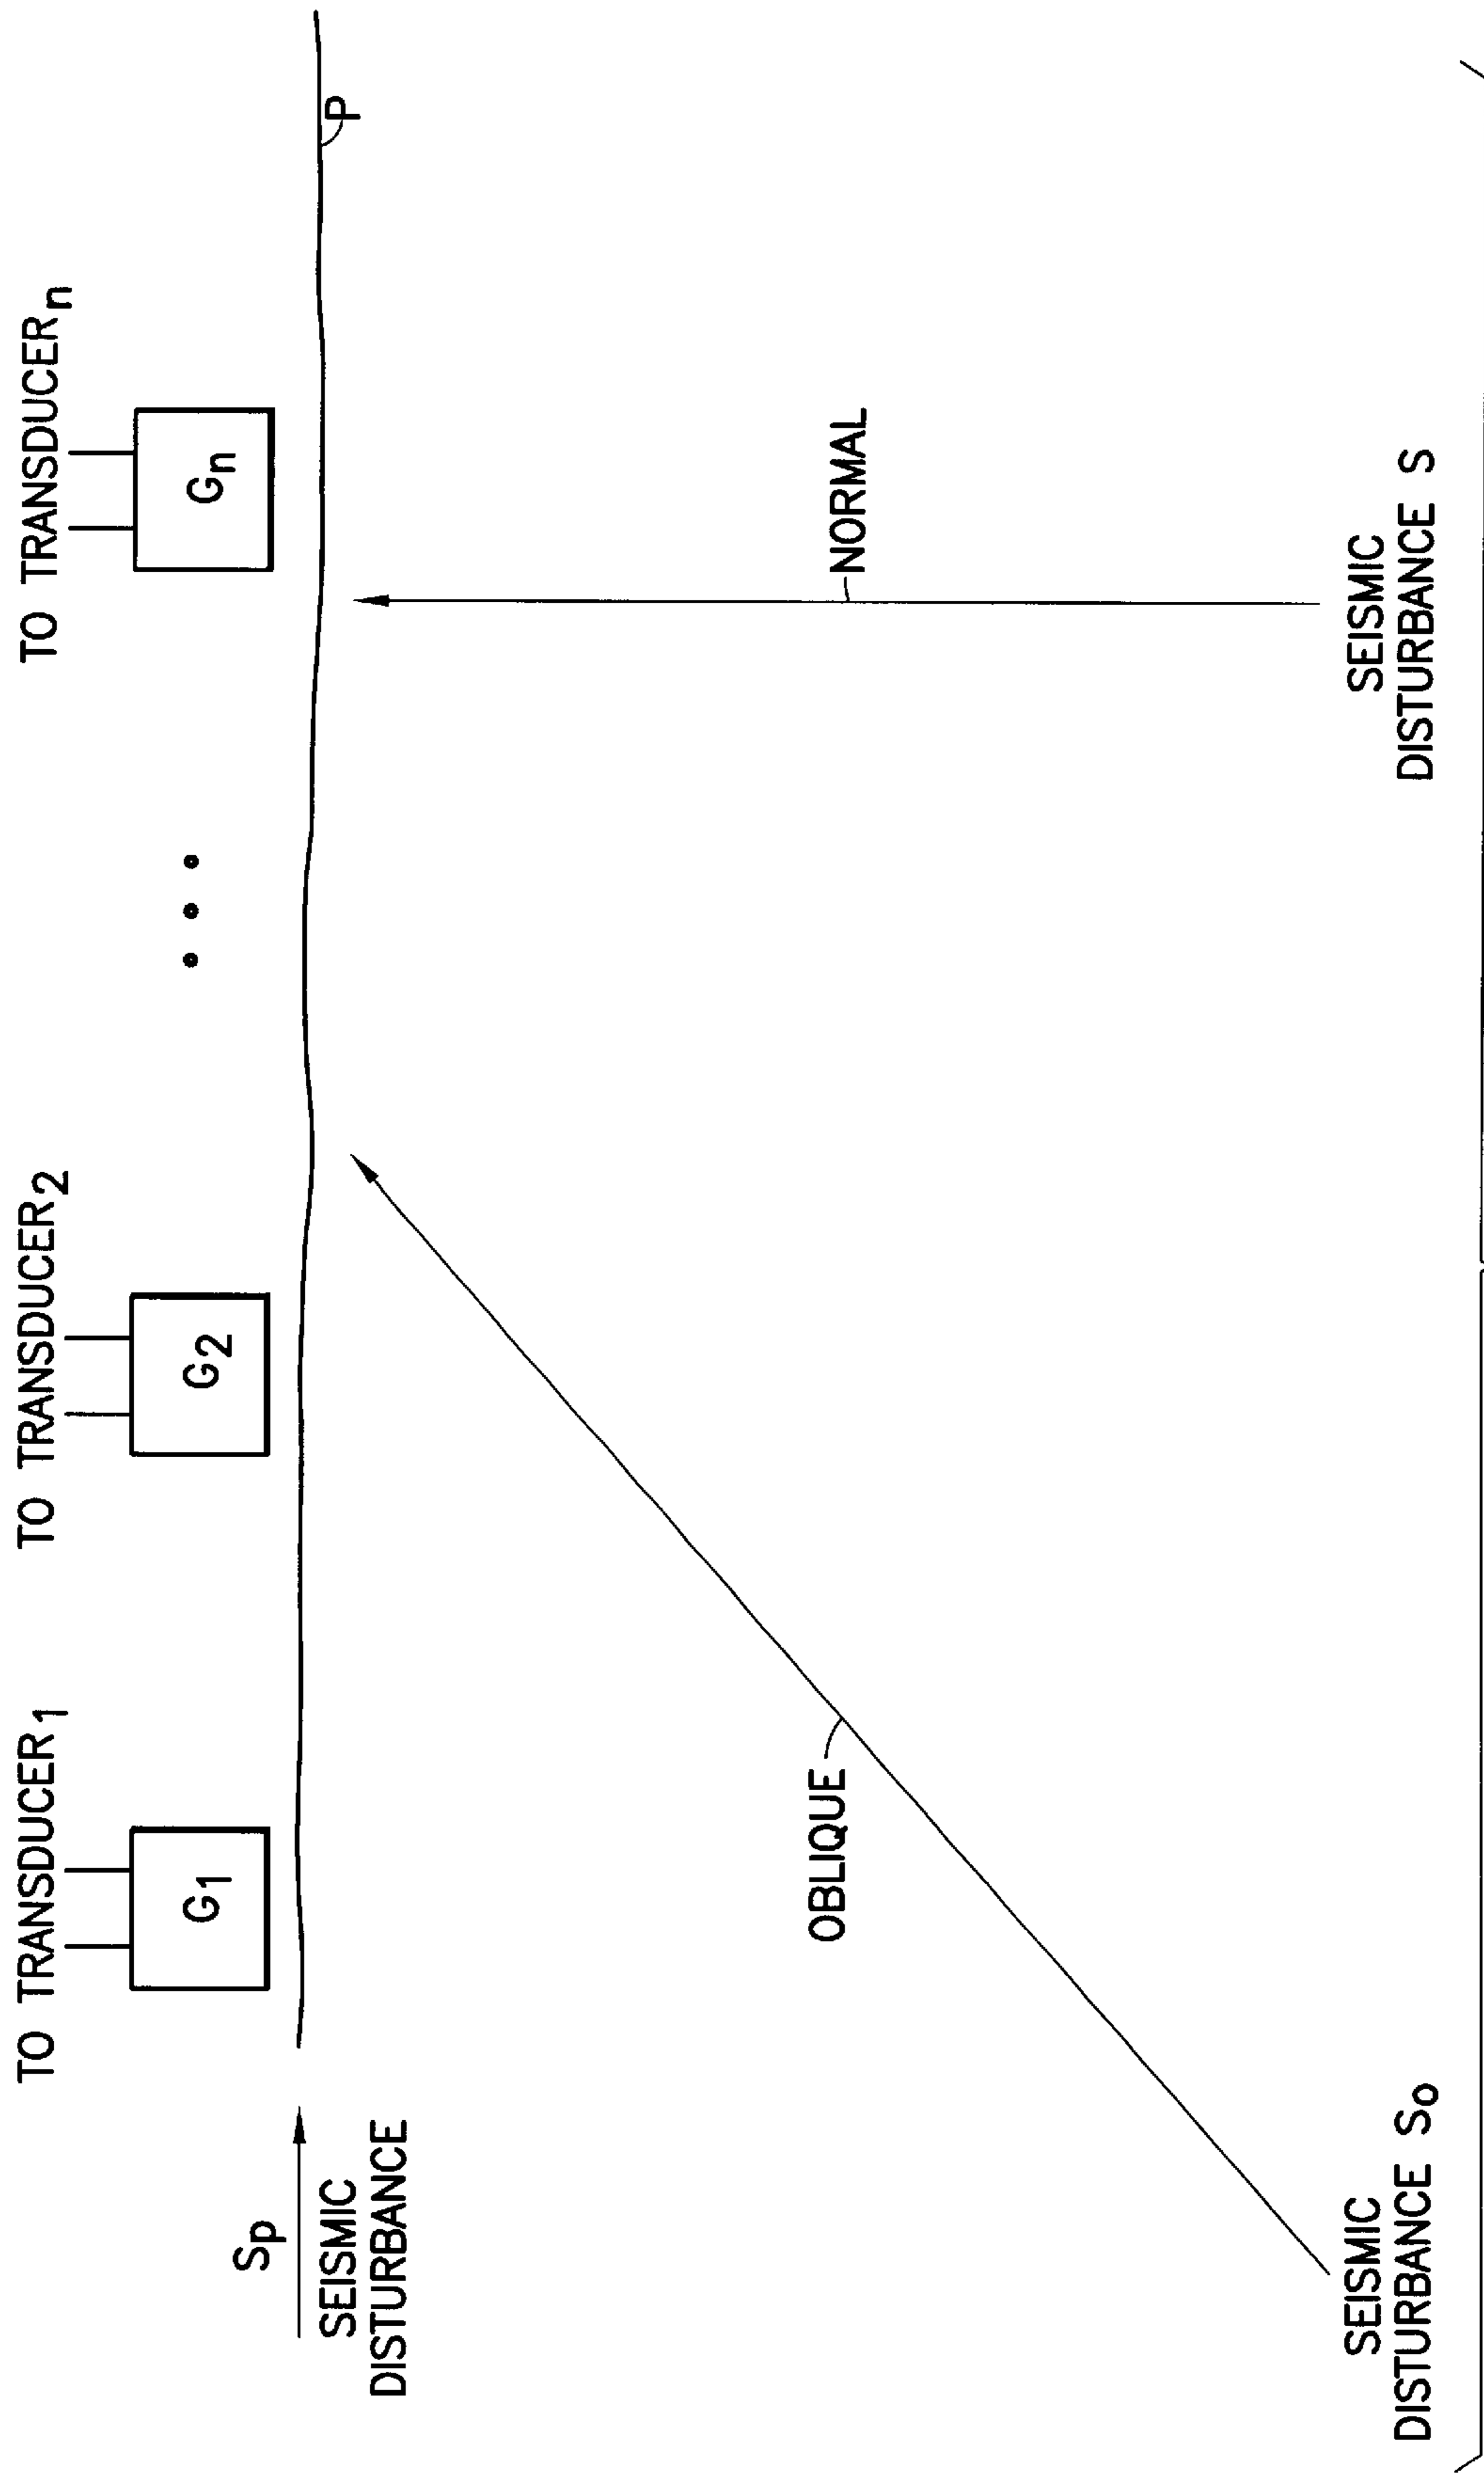 TO TRANSDUCER1
TO TRANSDUCER2
TO TRANSDUCERn
G1
G2
• • •
Gn
Sp
SEISMIC
DISTURBANCE
P
OBLIQUE
NORMAL
SEISMIC
DISTURBANCE So
SEISMIC
DISTURBANCE S